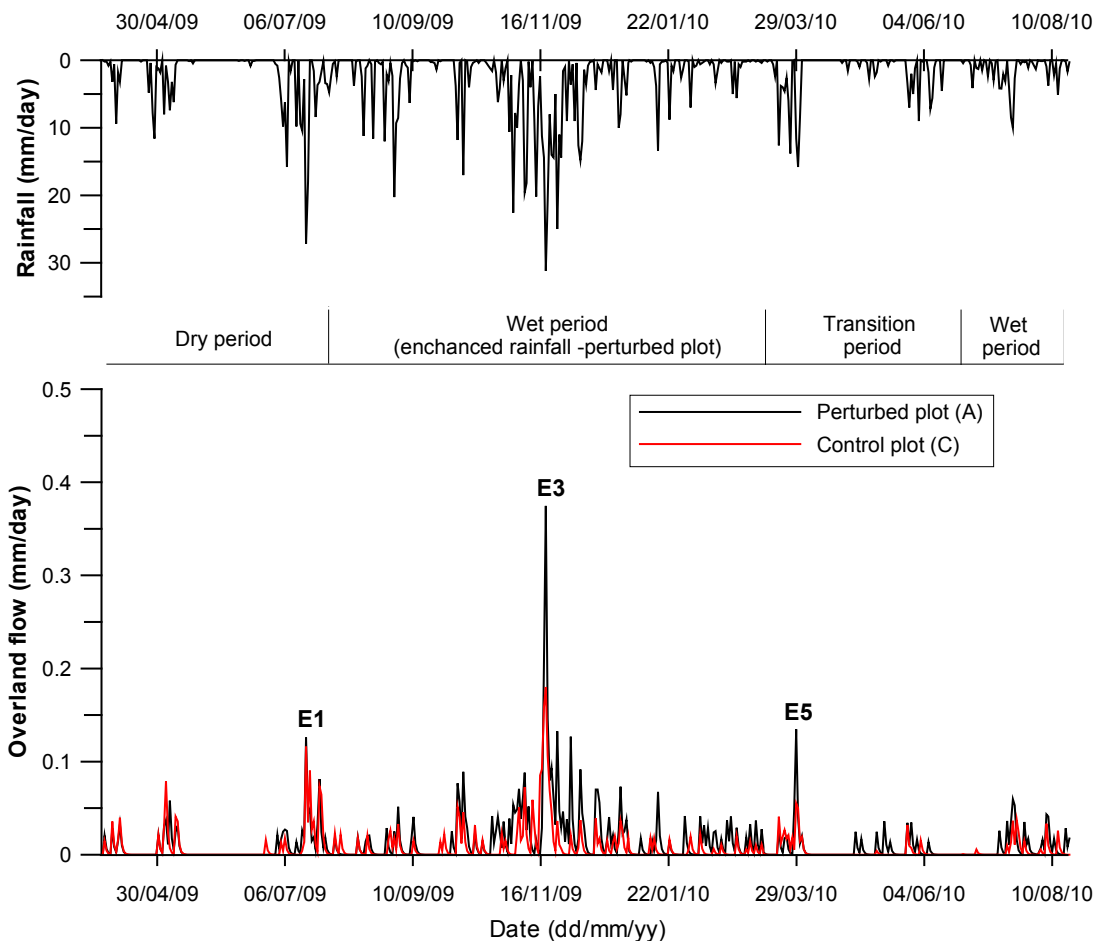 30/04/09 06/07/09 10/09/09 16/11/09 22/01/10 29/03/10 04/06/10 10/08/10
0
10
20
30
Rainfall (mm/day)
Dry period
Wet period
(enchanced rainfall -perturbed plot)
Transition
period
Wet
period
0.5
0.4
0.3
0.2
0.1
0
Overland flow (mm/day)
Perturbed plot (A)
Control plot (C)
E3
E1
E5
30/04/09 06/07/09 10/09/09 16/11/09 22/01/10 29/03/10 04/06/10 10/08/10
Date (dd/mm/yy)